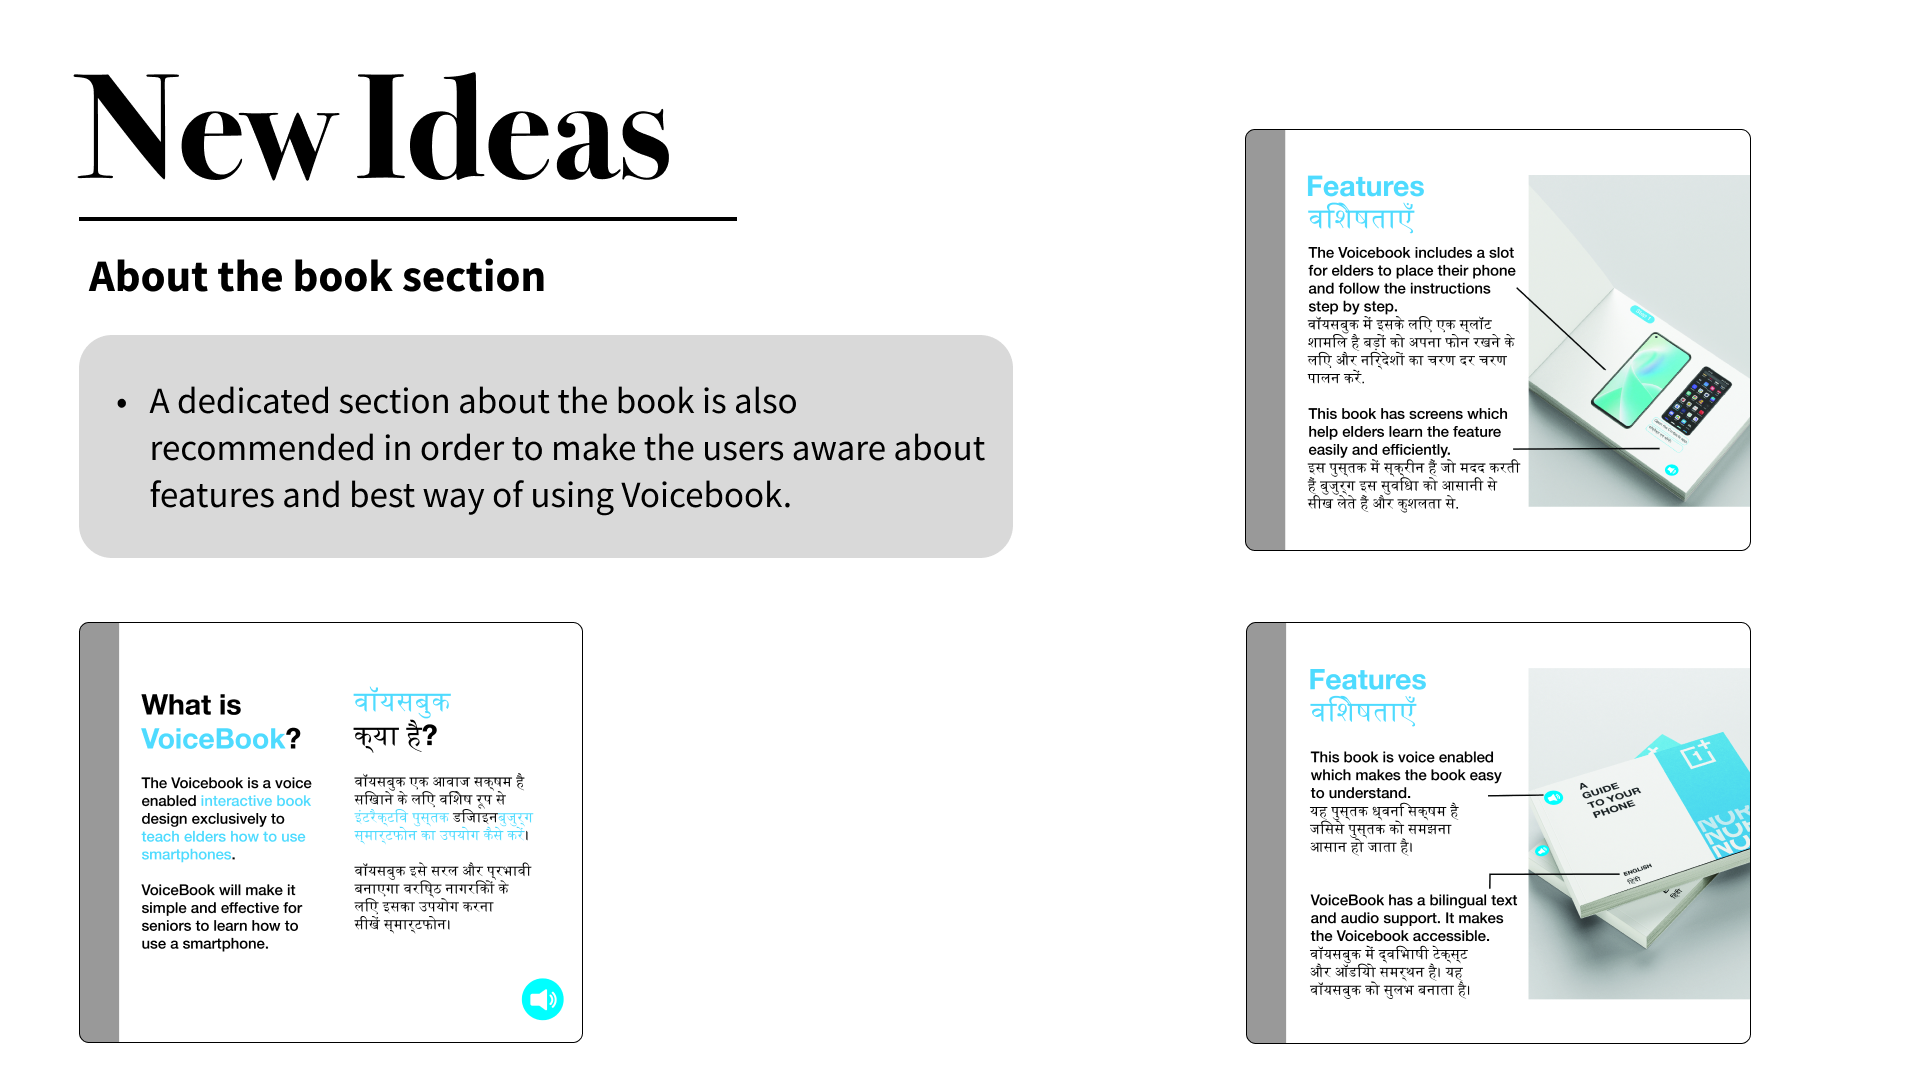 New Ideas
About the book section
• A dedicated section about the book is also
recommended in order to make the users aware about
features and best way of using Voicebook.
Features
विशेषताएँ
The Voicebook includes a slot
for elders to place their phone
and follow the instructions
step by step.
वॉयसबुक में इसके लिए एक स्लॉट
शामिल है बड़ों को अपना फोन रखने के
लिए और निर्देशों का चरण दर चरण
पालन करें.
This book has screens which
help elders learn the feature
easily and efficiently.
इस पुस्तक में स्क्रीन हैं जो मदद करती
हैं बुजुर्ग इस सुविधा को आसानी से
सीख लेते हैं और कुशलता से.
What is
VoiceBook?
The Voicebook is a voice
enabled interactive book
design exclusively to
teach elders how to use
smartphones.
VoiceBook will make it
simple and effective for
seniors to learn how to
use a smartphone.
वॉयसबुक
क्या है?
वॉयसबुक एक आवाज सक्षम है
सिखाने के लिए विशेष रूप से
इंटरैक्टिव पुस्तक डिजाइनबुजुर्ग
स्मार्टफोन का उपयोग कैसे करें।
वॉयसबुक इसे सरल और प्रभावी
बनाएगा वरिष्ठ नागरिकों के
लिए इसका उपयोग करना
सीखें स्मार्टफोन।
Features
विशेषताएँ
This book is voice enabled
which makes the book easy
to understand.
यह पुस्तक ध्वनि सक्षम है
जिससे पुस्तक को समझना
आसान हो जाता है।
VoiceBook has a bilingual text
and audio support. It makes
the Voicebook accessible.
वॉयसबुक में द्विभाषी टेक्स्ट
और ऑडियो समर्थन है। यह
वॉयसबुक को सुलभ बनाता है।
A
GUIDE
TO YOUR
PHONE
ENGLISH
हिंदी